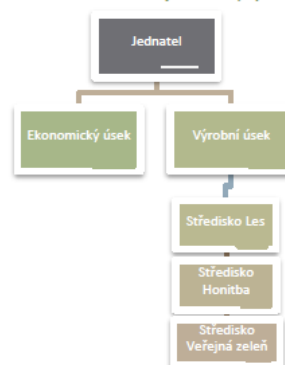 Jednatel
Ekonomický úsek
Výrobní úsek
Středisko Les
Středisko
Honitba
Středisko
Veřejná zeleň